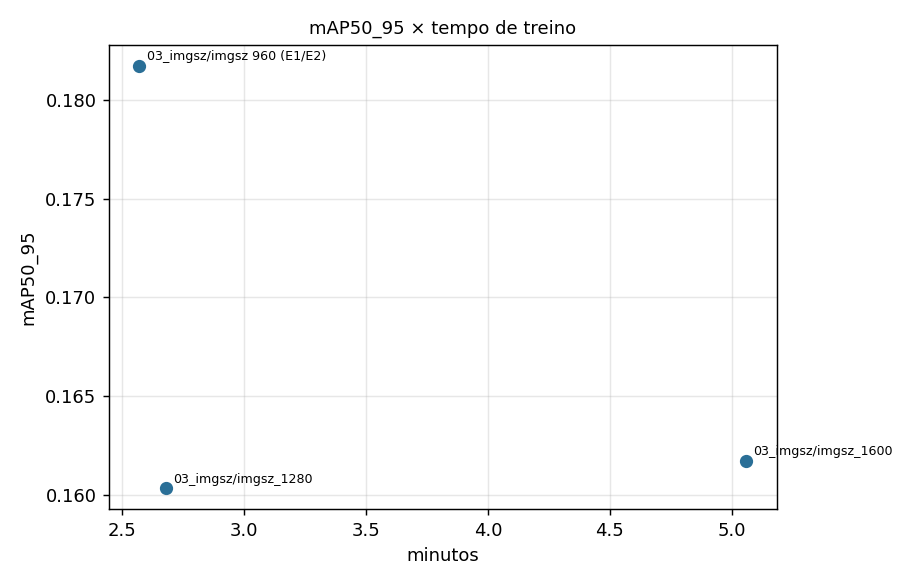 mAP50_95 × tempo de treino
03_imgsz/imgsz 960 (E1/E2)
0.180
0.175
mAP50_95
0.170
0.165
03_imgsz/imgsz_1600
03_imgsz/imgsz_1280
0.160
2.5 3.0 3.5 4.0 4.5 5.0
minutos